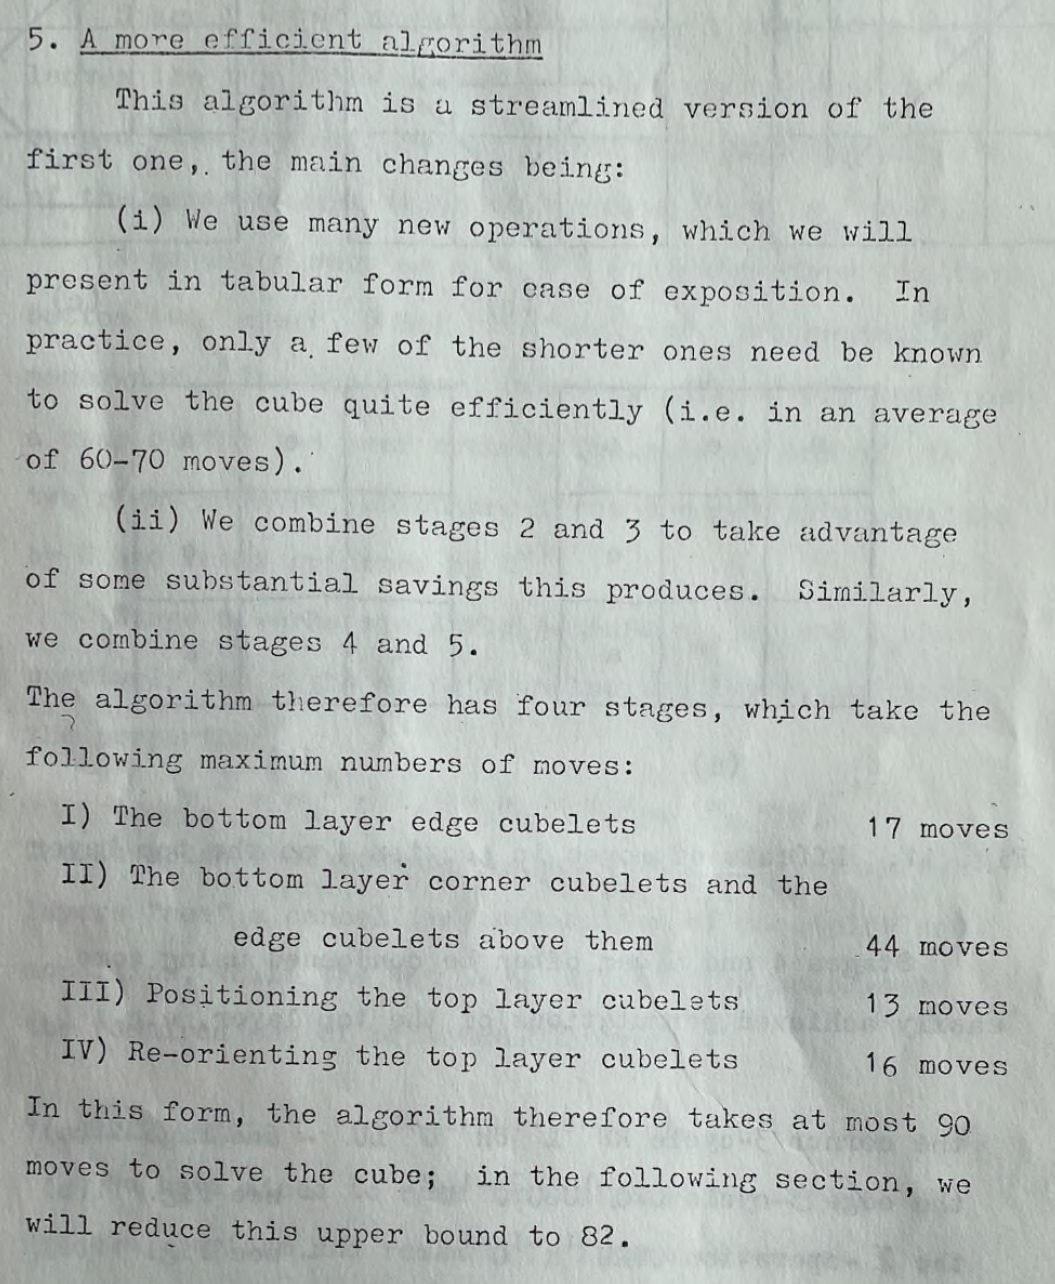 5. A more efficient algorithm
This algorithm is a streamlined version of the
first one, the main changes being:
(i) We use many new operations, which we will
present in tabular form for ease of exposition. In
practice, only a few of the shorter ones need be known
to solve the cube quite efficiently (i.e. in an average
of 60-70 moves).
(ii) We combine stages 2 and 3 to take advantage
of some substantial savings this produces. Similarly,
we combine stages 4 and 5.
The algorithm therefore has four stages, which take the
following maximum numbers of moves:
I) The bottom layer edge cubelets 17 moves
II) The bottom layer corner cubelets and the
edge cubelets above them 44 moves
III) Positioning the top layer cubelets 13 moves
IV) Re-orienting the top layer cubelets 16 moves
In this form, the algorithm therefore takes at most 90
moves to solve the cube; in the following section, we
will reduce this upper bound to 82.